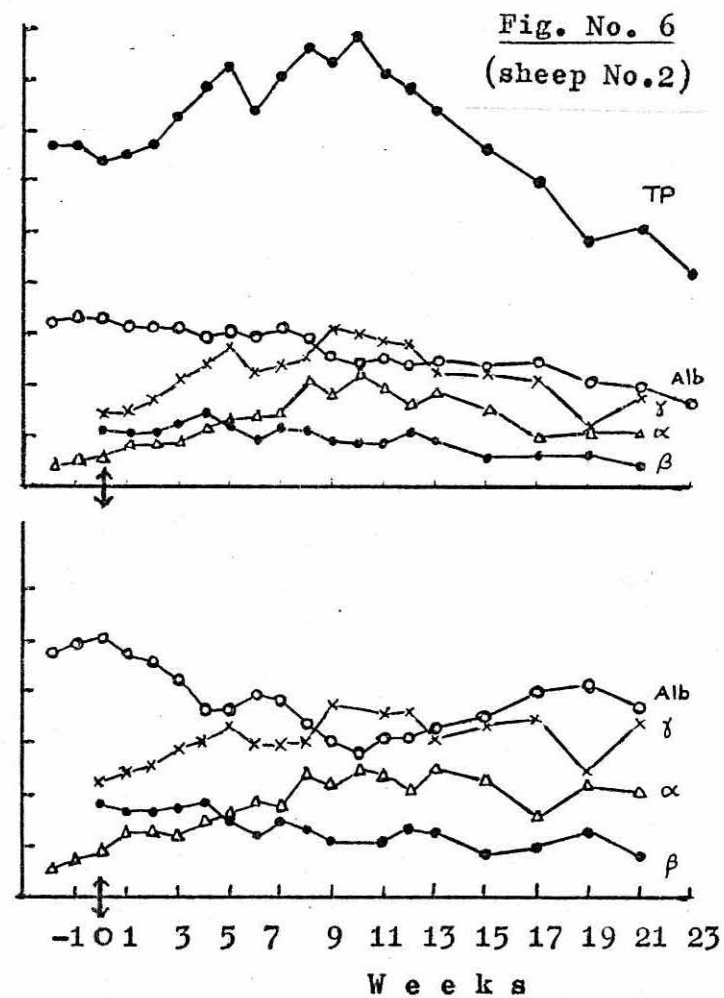 Fig. No. 6
(sheep No.2)
TP
Alb
γ
α
β
Alb
γ
α
β
-1 0 1 3 5 7 9 11 13 15 17 19 21 23
Weeks